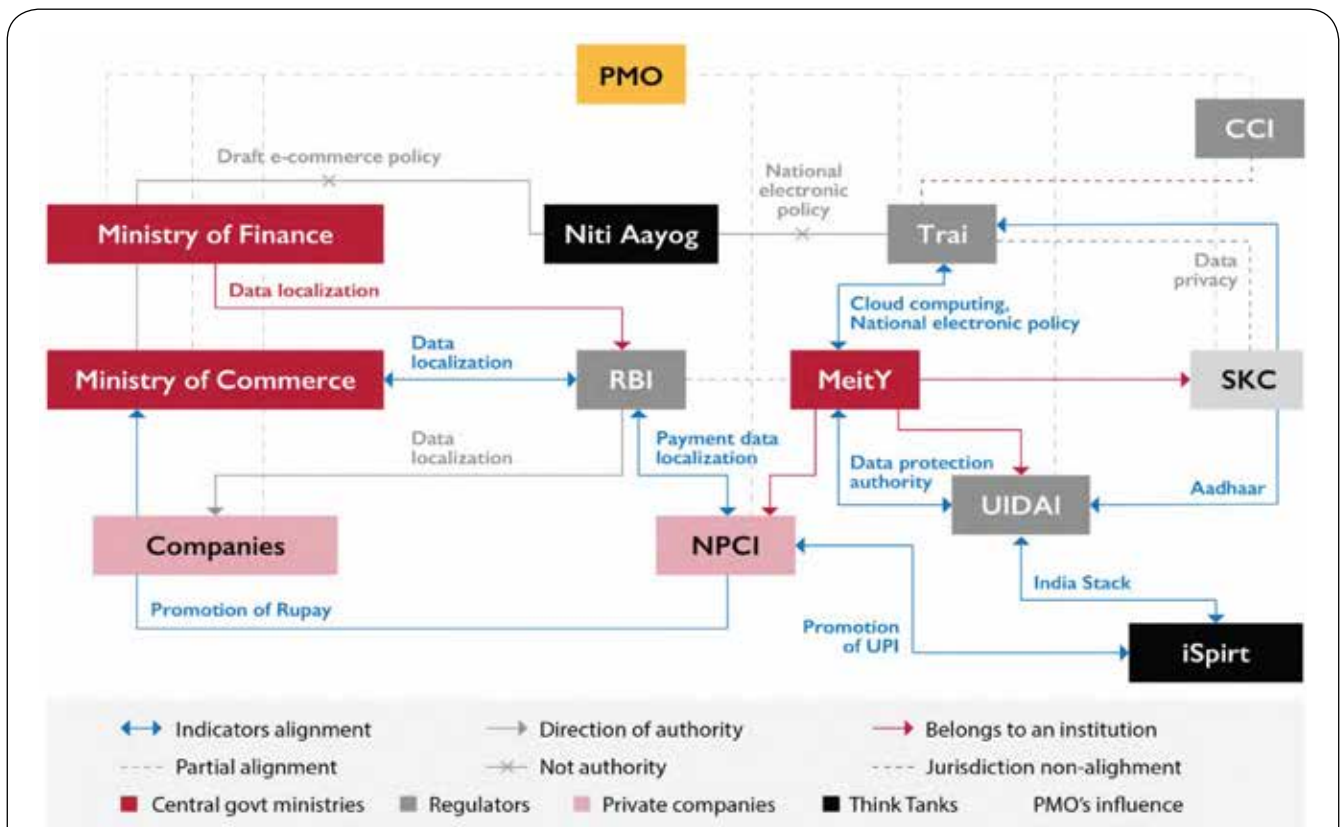 PMO
CCI
Draft e-commerce policy
National
electronic
policy
Ministry of Finance
Niti Aayog
Trai
Data
privacy
Data localization
Cloud computing,
National electronic policy
Data
localization
Ministry of Commerce
RBI
MeitY
SKC
Data
localization
Payment data
localization
Data protection
authority
Aadhaar
UIDAI
Companies
NPCI
India Stack
Promotion of Rupay
Promotion
of UPI
iSpirt
Indicators alignment
Direction of authority
Belongs to an institution
Partial alignment
Not authority
Jurisdiction non-alighment
Central govt ministries
Regulators
Private companies
Think Tanks
PMO's influence